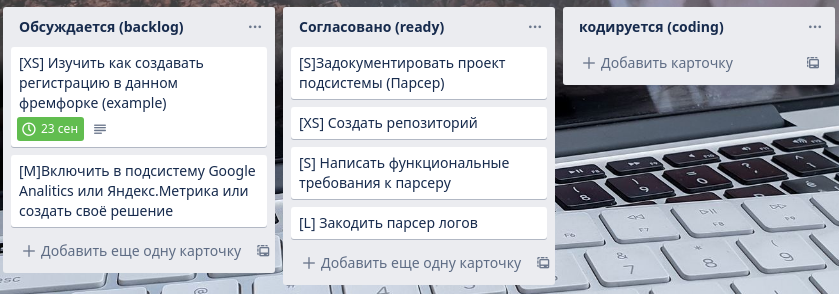 Обсуждается (backlog)
[XS] Изучить как создавать
регистрацию в данном
фремфорке (example)
23 сен
[M]Включить в подсистему Google
Analitics или Яндекс.Метрика или
создать своё решение
Добавить еще одну карточку
Согласовано (ready)
[S]Задокументировать проект
подсистемы (Парсер)
[XS] Создать репозиторий
[S] Написать функциональные
требования к парсеру
[L] Закодить парсер логов
Добавить еще одну карточку
кодируется (coding)
Добавить карточку